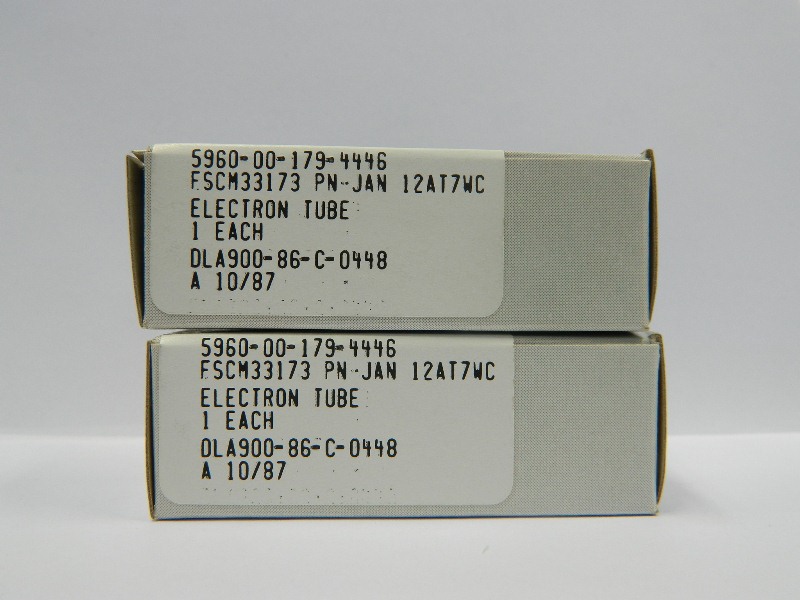 5960-00-179-4446
FSCM33173 PN-JAN 12AT7WC
ELECTRON TUBE
1 EACH
DLA900-86-C-0448
A 10/87
5960-00-179-4446
FSCM33173 PN-JAN 12AT7WC
ELECTRON TUBE
1 EACH
DLA900-86-C-0448
A 10/87